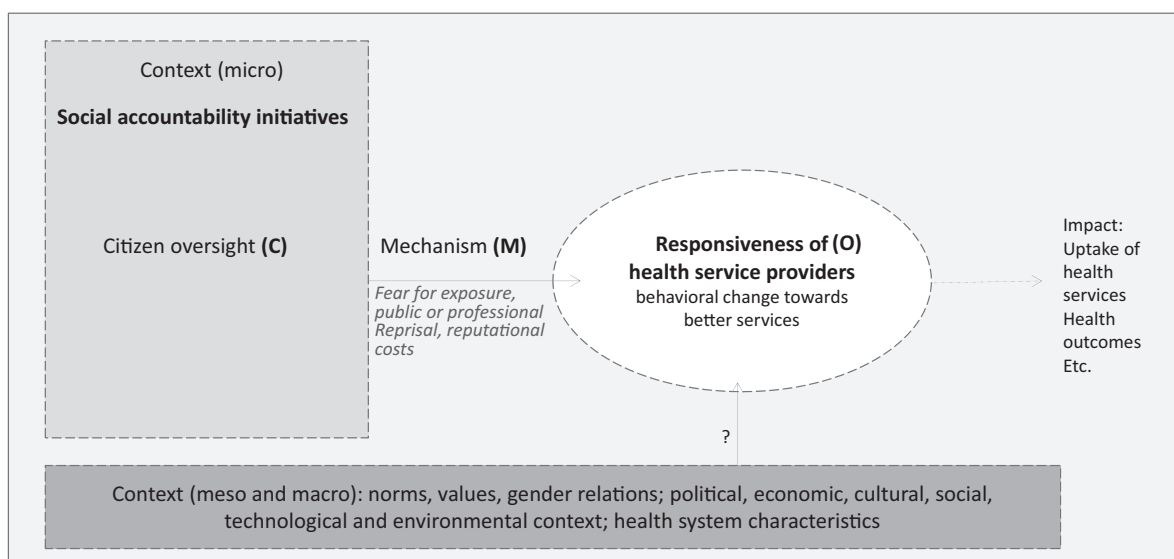 Context (micro)
Social accountability initiatives
Citizen oversight (C)
Mechanism (M)
Fear for exposure,
public or professional
Reprisal, reputational
costs
Responsiveness of (O)
health service providers
behavioral change towards
better services
Impact:
Uptake of
health
services
Health
outcomes
Etc.
?
Context (meso and macro): norms, values, gender relations; political, economic, cultural, social,
technological and environmental context; health system characteristics